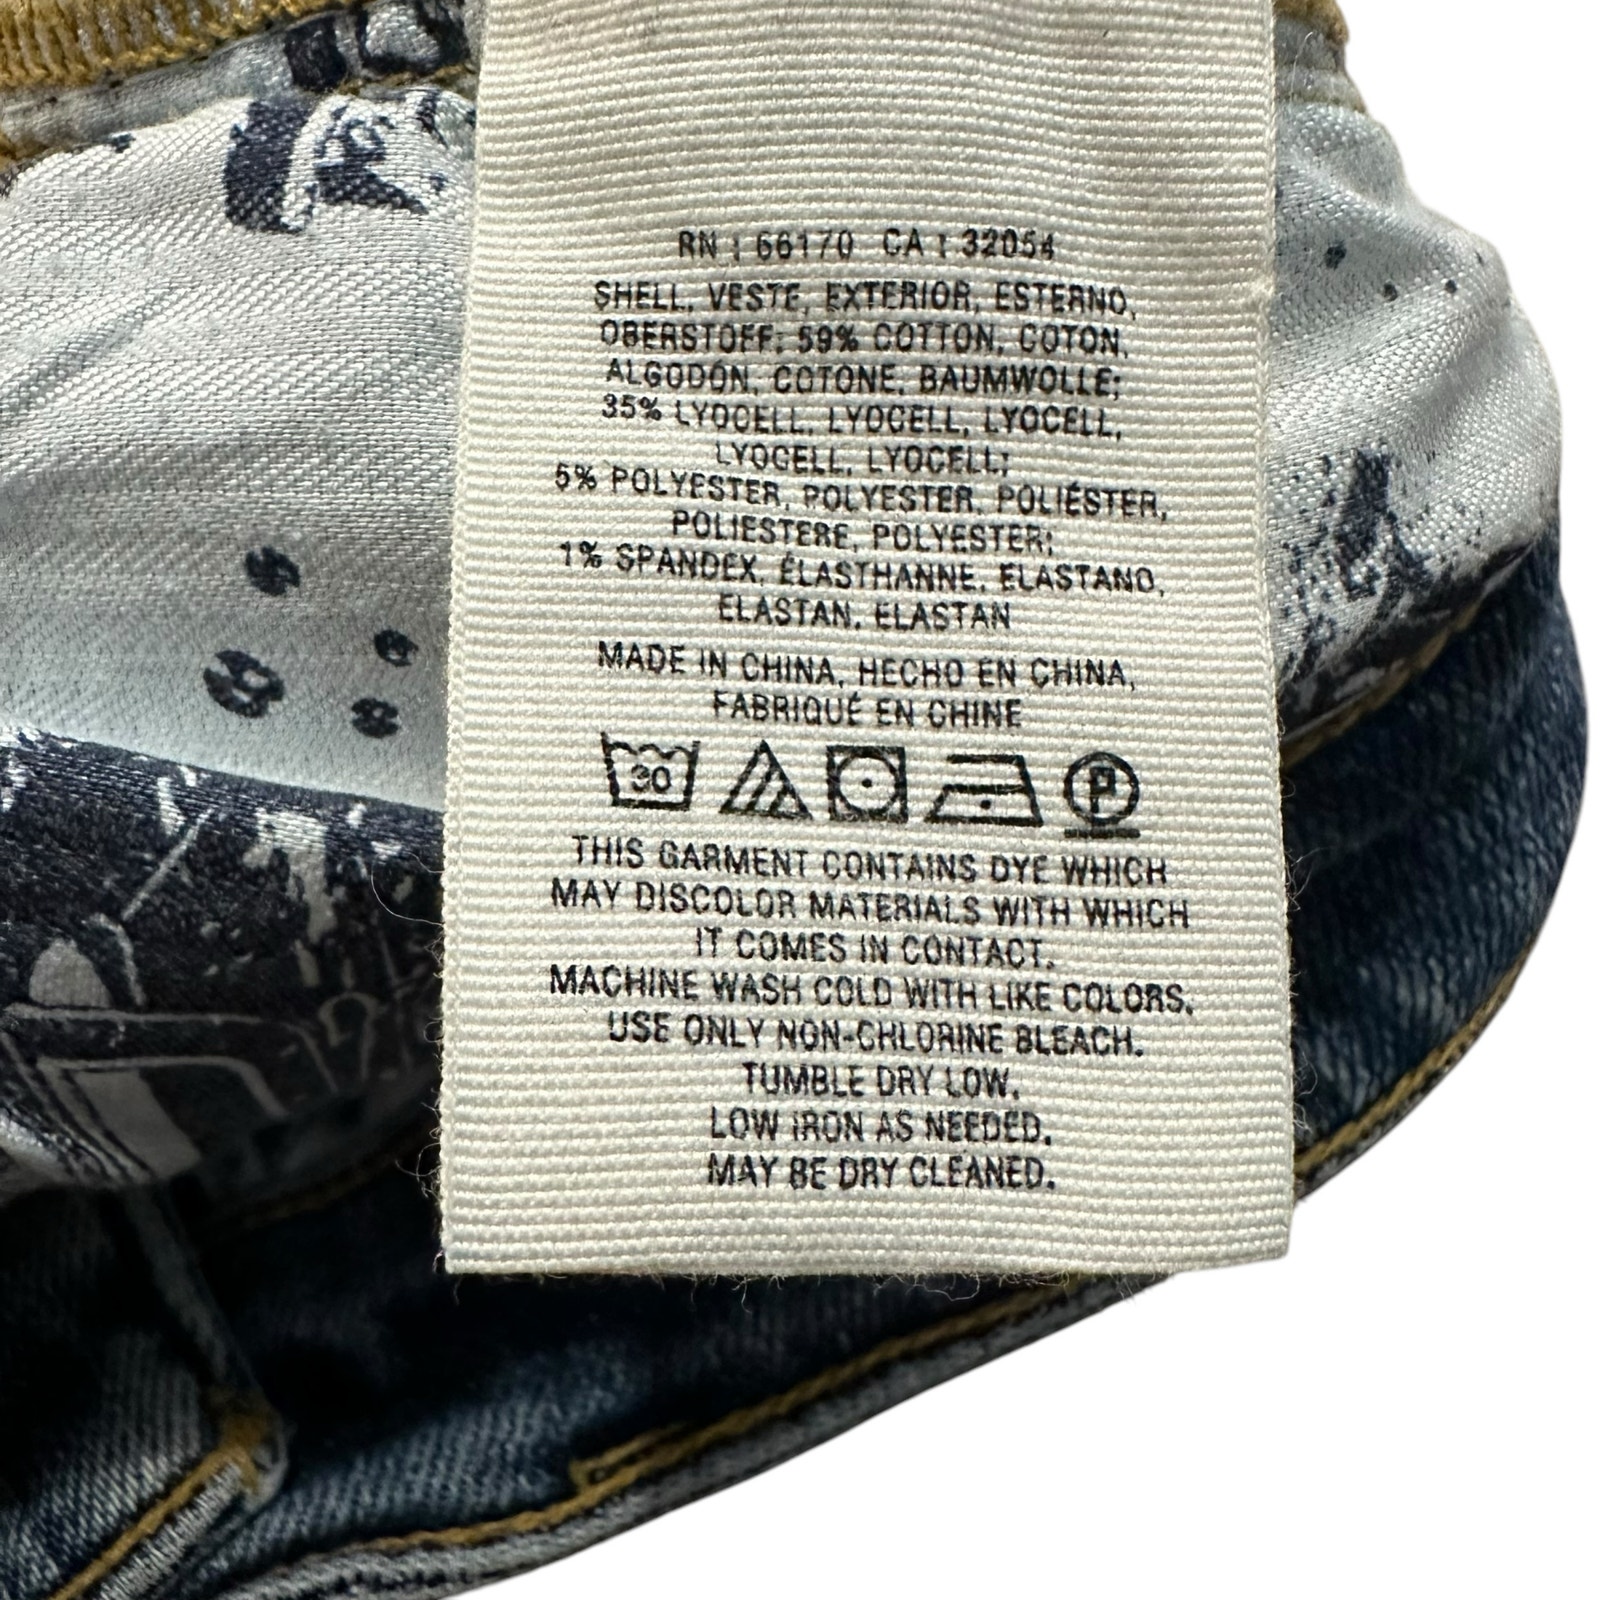 RN : 66170 CA : 32054
SHELL, VESTE, EXTERIOR, ESTERNO,
OBERSTOFF: 59% COTTON, COTON,
ALGODÓN, COTONE, BAUMWOLLE;
35% LYOCELL, LYOCELL, LYOCELL,
LYOCELL, LYOCELL;
5% POLYESTER, POLYESTER, POLIÉSTER,
POLIESTERE, POLYESTER;
1% SPANDEX, ÉLASTHANNE, ELASTANO,
ELASTAN, ELASTAN
MADE IN CHINA, HECHO EN CHINA,
FABRIQUÉ EN CHINE
30 P
THIS GARMENT CONTAINS DYE WHICH
MAY DISCOLOR MATERIALS WITH WHICH
IT COMES IN CONTACT.
MACHINE WASH COLD WITH LIKE COLORS.
USE ONLY NON-CHLORINE BLEACH.
TUMBLE DRY LOW.
LOW IRON AS NEEDED.
MAY BE DRY CLEANED.